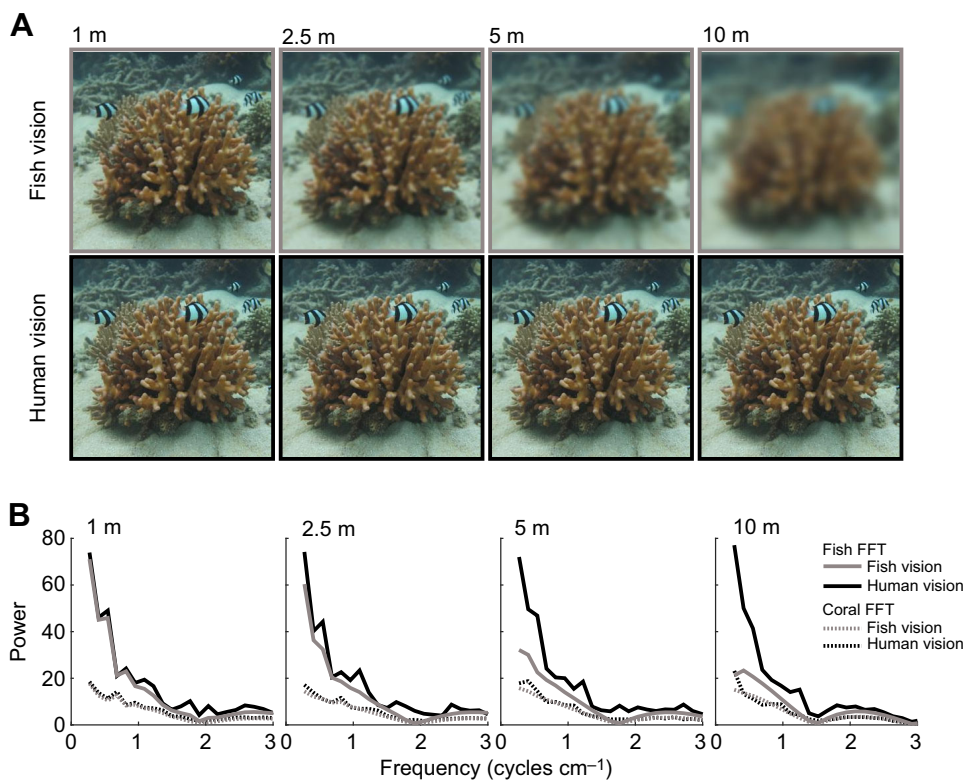 A
1 m 2.5 m 5 m 10 m
Fish vision
Human vision
B
1 m 2.5 m 5 m 10 m
80
60
40
20
0
Power
Fish FFT
Fish vision
Human vision
Coral FFT
Fish vision
Human vision
0 1 2 3 0 1 2 3 0 1 2 3 0 1 2 3
Frequency (cycles cm–1)